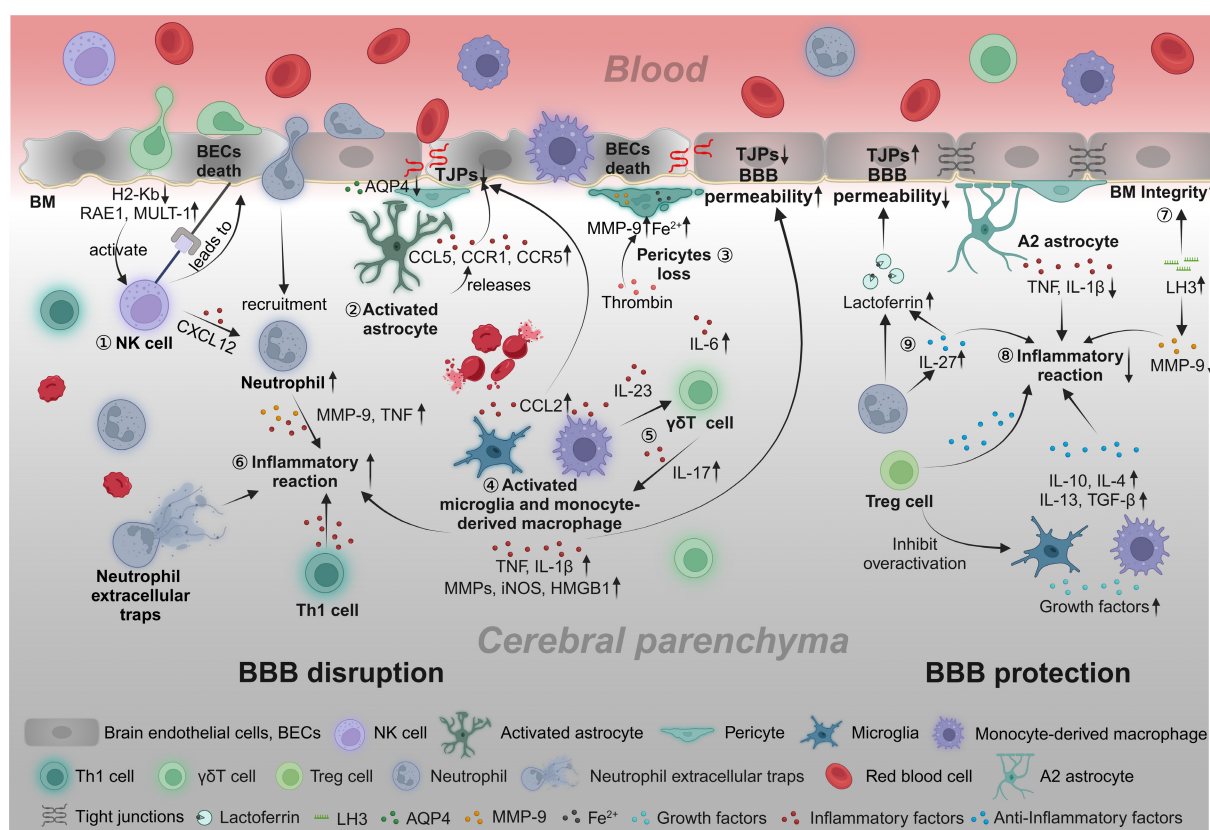 Blood
BECs
death
BECs
death
TJPs↓
TJPs↓
BBB
permeability↑
TJPs↑
BBB
permeability↓
BM
H2-Kb↓
RAE1, MULT-1↑
activate
leads to
AQP4↓
CCL5, CCR1, CCR5↑
releases
② Activated
astrocyte
MMP-9↑Fe²⁺↑
Pericytes ③
loss
Thrombin
BM Integrity
⑦
A2 astrocyte
TNF, IL-1β↓
LH3↑
MMP-9
Lactoferrin↑
⑨
IL-27↑
⑧ Inflammatory
reaction ↓
① NK cell
CXCL12
recruitment
Neutrophil↑
MMP-9, TNF↑
⑥ Inflammatory
reaction ↑
Neutrophil
extracellular
traps
Th1 cell
IL-6↑
IL-23
CCL2↑
γδT cell
⑤
IL-17↑
④ Activated
microglia and monocyte-
derived macrophage
TNF, IL-1β↑
MMPs, iNOS, HMGB1↑
Treg cell
Inhibit
overactivation
IL-10, IL-4↑
IL-13, TGF-β↑
Growth factors↑
Cerebral parenchyma
BBB disruption
BBB protection
Brain endothelial cells, BECs NK cell Activated astrocyte Pericyte Microglia Monocyte-derived macrophage
Th1 cell γδT cell Treg cell Neutrophil Neutrophil extracellular traps Red blood cell A2 astrocyte
Tight junctions Lactoferrin LH3 AQP4 MMP-9 Fe²⁺ Growth factors Inflammatory factors Anti-Inflammatory factors